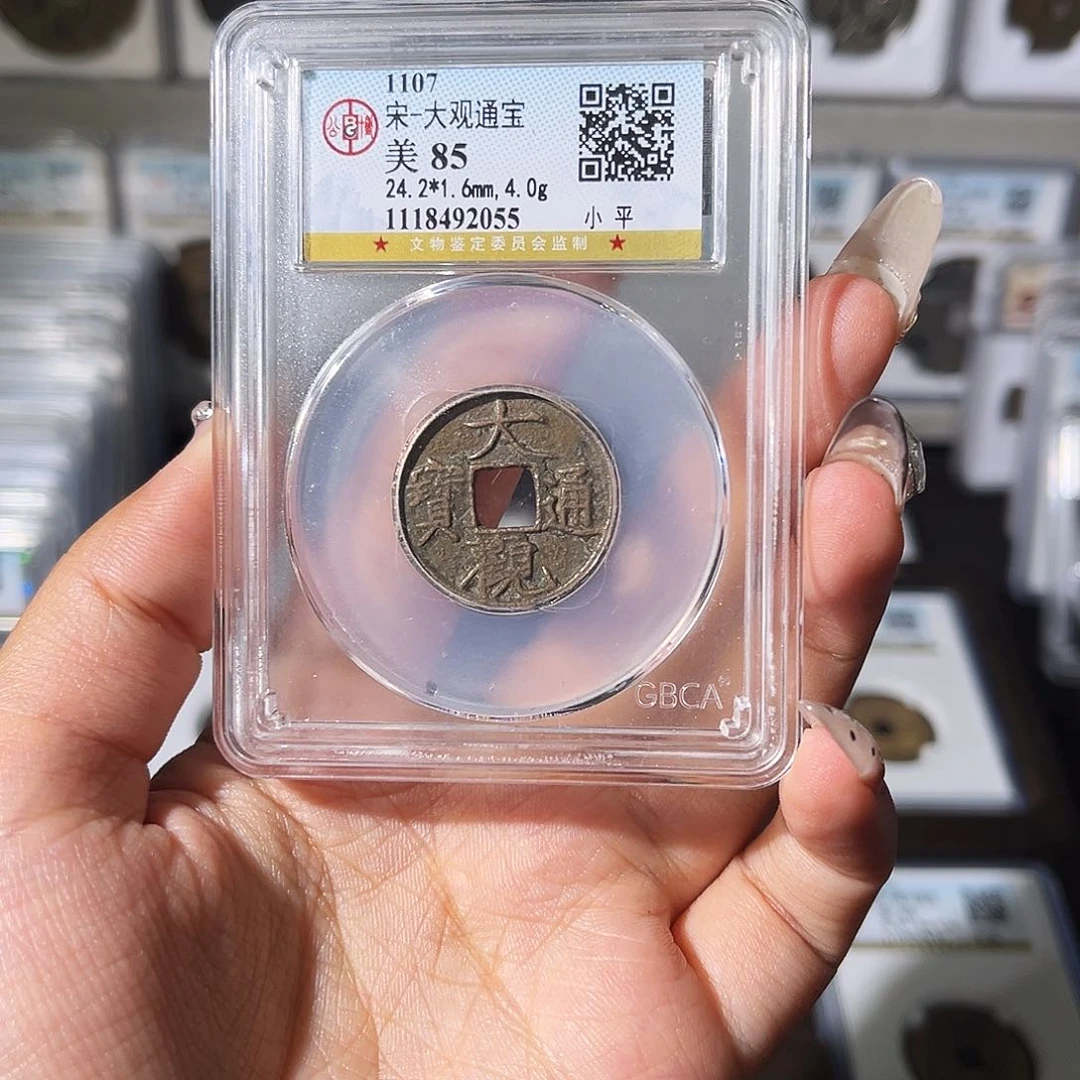 1107
宋-大观通宝
美 85
24.2*1.6mm, 4.0g
1118492055 小 平
★ 文物鉴定委员会监制 ★
大
寶 通
觀
GBCA